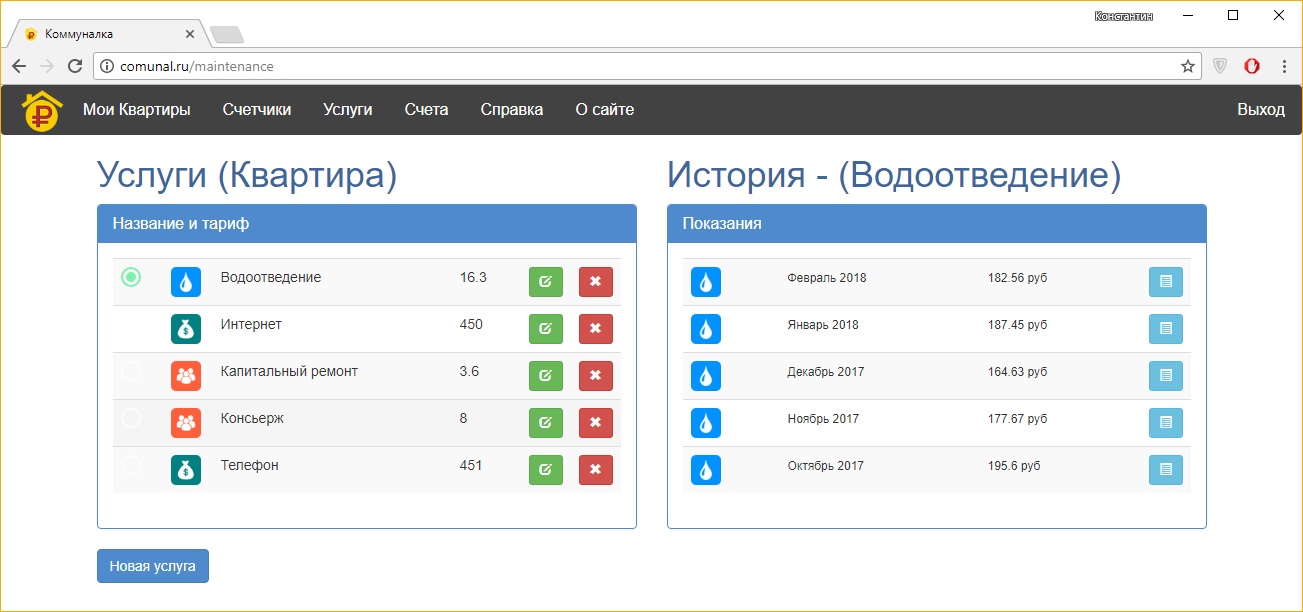 Константин
Коммуналка
comunal.ru/maintenance
Мои Квартиры Счетчики Услуги Счета Справка О сайте Выход
Услуги (Квартира)
Название и тариф
Водоотведение 16.3
Интернет 450
Капитальный ремонт 3.6
Консьерж 8
Телефон 451
Новая услуга
История - (Водоотведение)
Показания
Февраль 2018 182.56 руб
Январь 2018 187.45 руб
Декабрь 2017 164.63 руб
Ноябрь 2017 177.67 руб
Октябрь 2017 195.6 руб